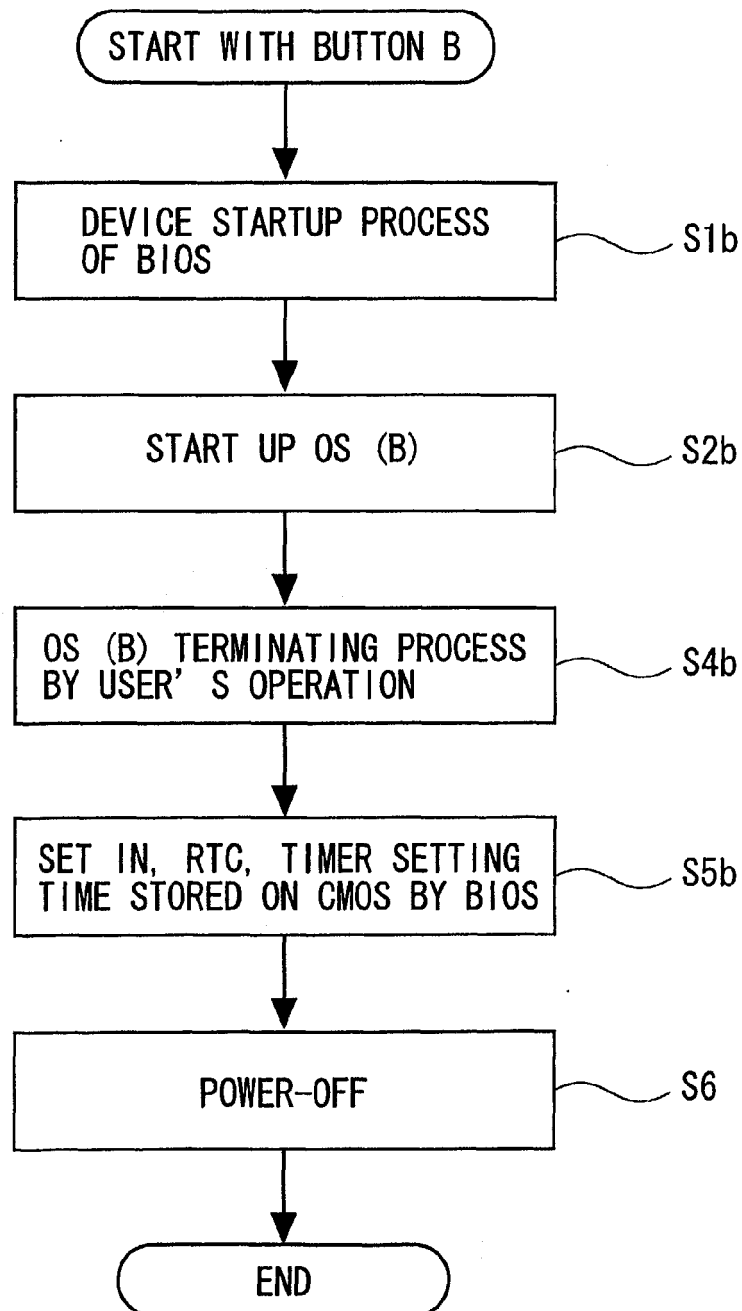 START WITH BUTTON B
DEVICE STARTUP PROCESS
OF BIOS
S1b
START UP OS (B)
S2b
OS (B) TERMINATING PROCESS
BY USER' S OPERATION
S4b
SET IN, RTC, TIMER SETTING
TIME STORED ON CMOS BY BIOS
S5b
POWER-OFF
S6
END